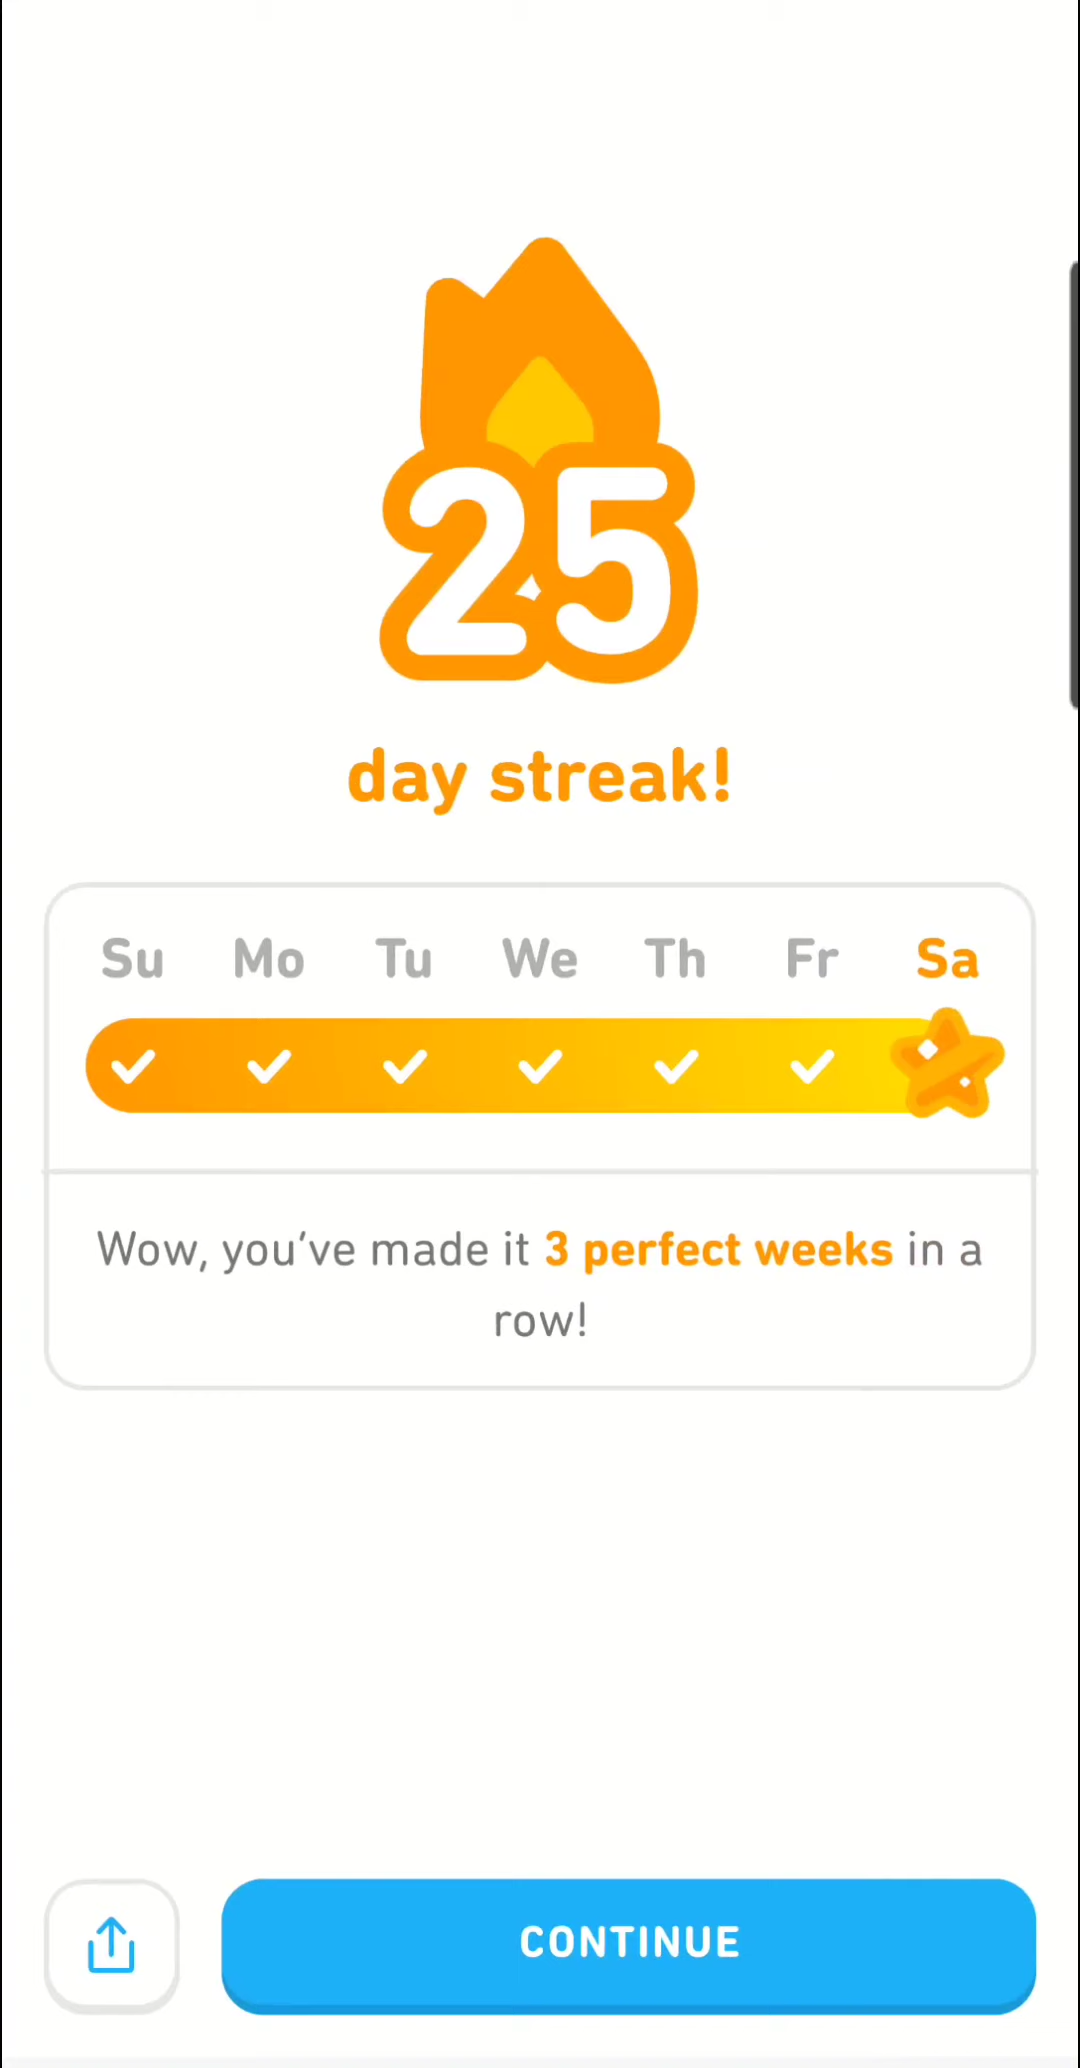 25
day streak!
Su Mo Tu We Th Fr Sa
Wow, you've made it 3 perfect weeks in a
row!
CONTINUE